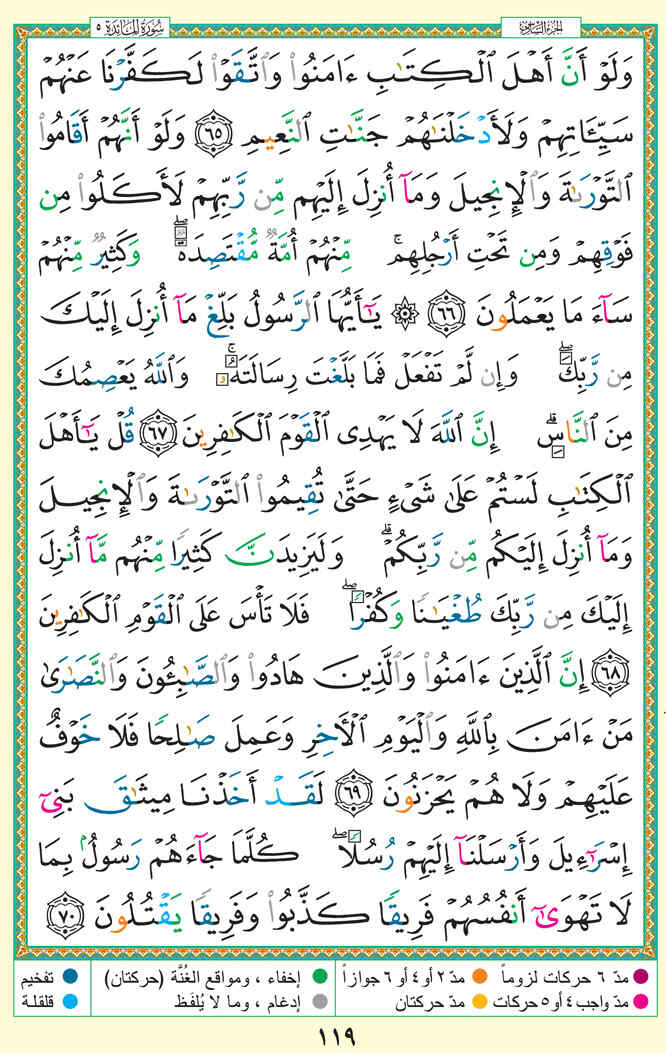 سُورَةُ المَائِدَةِ ٥
الجزء السادس
وَلَوْ أَنَّ أَهْلَ ٱلْكِتَـٰبِ ءَامَنُوا۟ وَٱتَّقَوْا۟ لَكَفَّرْنَا عَنْهُمْ
سَيِّـَٔاتِهِمْ وَلَأَدْخَلْنَـٰهُمْ جَنَّـٰتِ ٱلنَّعِيمِ ٦٥ وَلَوْ أَنَّهُمْ أَقَامُوا۟
ٱلتَّوْرَىٰةَ وَٱلْإِنجِيلَ وَمَآ أُنزِلَ إِلَيْهِم مِّن رَّبِّهِمْ لَأَكَلُوا۟ مِن
فَوْقِهِمْ وَمِن تَحْتِ أَرْجُلِهِم ۚ مِّنْهُمْ أُمَّةٌ مُّقْتَصِدَةٌ ۖ وَكَثِيرٌ مِّنْهُمْ
سَآءَ مَا يَعْمَلُونَ ٦٦ ۞ يَـٰٓأَيُّهَا ٱلرَّسُولُ بَلِّغْ مَآ أُنزِلَ إِلَيْكَ
مِن رَّبِّكَ ۖ وَإِن لَّمْ تَفْعَلْ فَمَا بَلَّغْتَ رِسَالَتَهُۥ ۚ وَٱللَّهُ يَعْصِمُكَ
مِنَ ٱلنَّاسِ ۗ إِنَّ ٱللَّهَ لَا يَهْدِى ٱلْقَوْمَ ٱلْكَـٰفِرِينَ ٦٧ قُلْ يَـٰٓأَهْلَ
ٱلْكِتَـٰبِ لَسْتُمْ عَلَىٰ شَىْءٍ حَتَّىٰ تُقِيمُوا۟ ٱلتَّوْرَىٰةَ وَٱلْإِنجِيلَ
وَمَآ أُنزِلَ إِلَيْكُم مِّن رَّبِّكُمْ ۗ وَلَيَزِيدَنَّ كَثِيرًا مِّنْهُم مَّآ أُنزِلَ
إِلَيْكَ مِن رَّبِّكَ طُغْيَـٰنًا وَكُفْرًا ۖ فَلَا تَأْسَ عَلَى ٱلْقَوْمِ ٱلْكَـٰفِرِينَ
٦٨ إِنَّ ٱلَّذِينَ ءَامَنُوا۟ وَٱلَّذِينَ هَادُوا۟ وَٱلصَّـٰبِـُٔونَ وَٱلنَّصَـٰرَىٰ
مَنْ ءَامَنَ بِٱللَّهِ وَٱلْيَوْمِ ٱلْـَٔاخِرِ وَعَمِلَ صَـٰلِحًا فَلَا خَوْفٌ
عَلَيْهِمْ وَلَا هُمْ يَحْزَنُونَ ٦٩ لَقَدْ أَخَذْنَا مِيثَـٰقَ بَنِىٓ
إِسْرَٰٓءِيلَ وَأَرْسَلْنَآ إِلَيْهِمْ رُسُلًا ۖ كُلَّمَا جَآءَهُمْ رَسُولٌۢ بِمَا
لَا تَهْوَىٰٓ أَنفُسُهُمْ فَرِيقًا كَذَّبُوا۟ وَفَرِيقًا يَقْتُلُونَ ٧٠
مدّ ٦ حركات لزوماً مدّ ٢ أو ٤ أو ٦ جوازاً إخفاء ، ومواقع الغُنَّة (حركتان) تفخيم
مدّ واجب ٤ أو ٥ حركات مدّ حركتان إدغام ، وما لا يُلفَظ قلقلة
١١٩